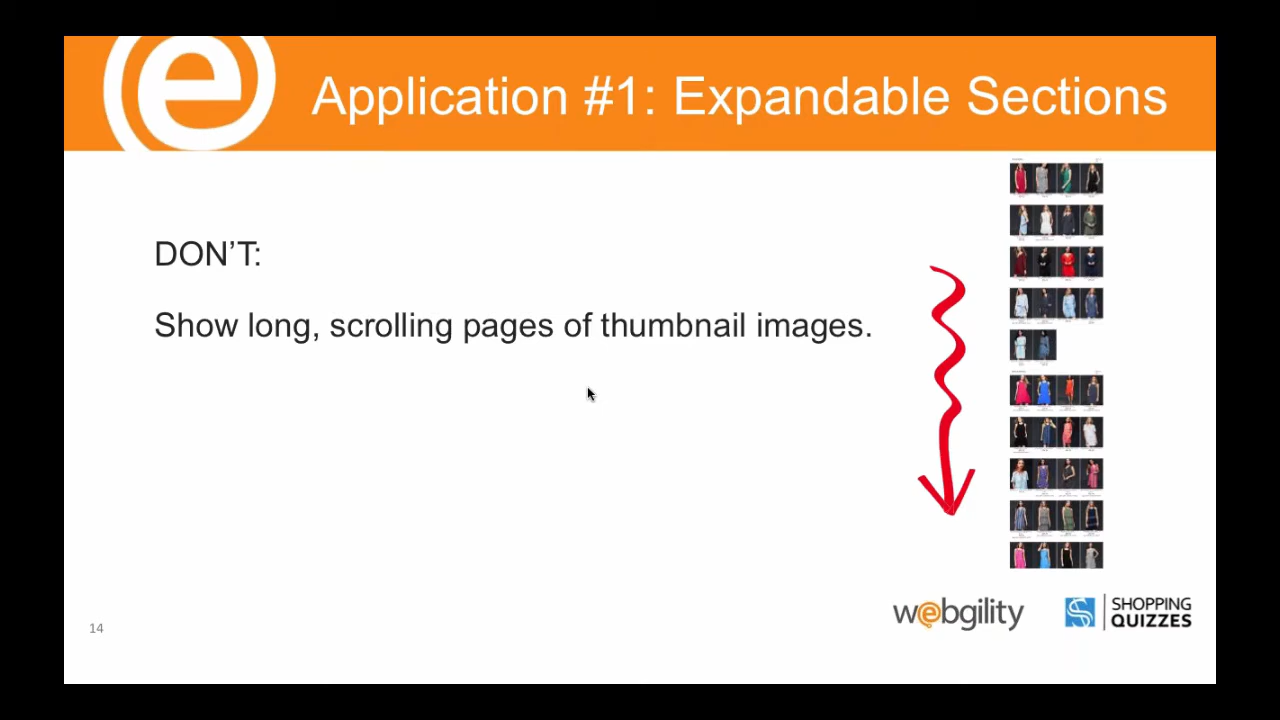 Application #1: Expandable Sections
DON’T:
Show long, scrolling pages of thumbnail images.
14
webgility
SHOPPING
QUIZZES